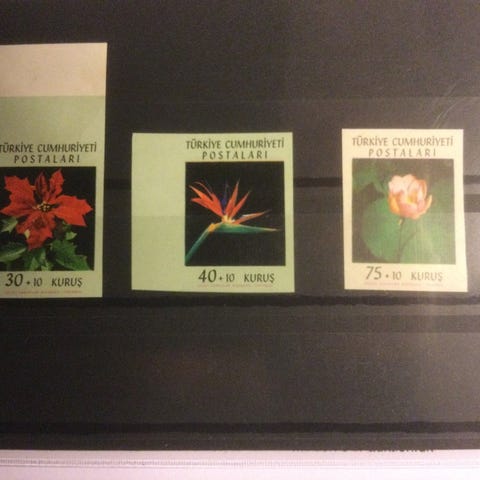 TÜRKİYE CUMHURİYETİ
POSTALARI
30 + 10 KURUŞ
TÜRKİYE CUMHURİYETİ
POSTALARI
40 + 10 KURUŞ
TÜRKİYE CUMHURİYETİ
POSTALARI
75 + 10 KURUŞ